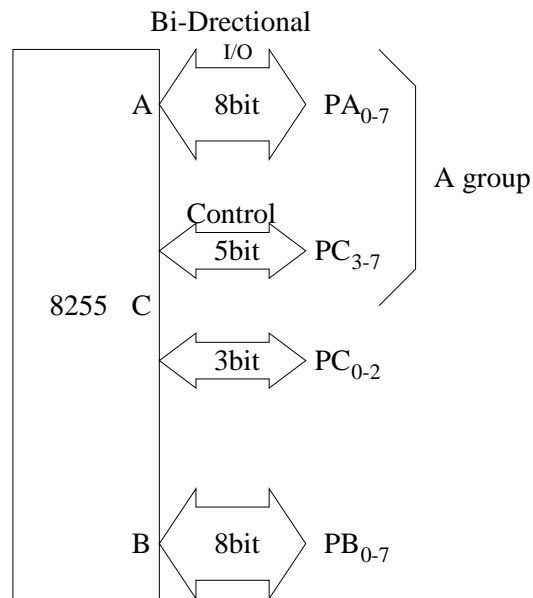 Bi-Drectional
I/O
A 8bit PA0-7
A group
Control
5bit PC3-7
8255 C
3bit PC0-2
B 8bit PB0-7